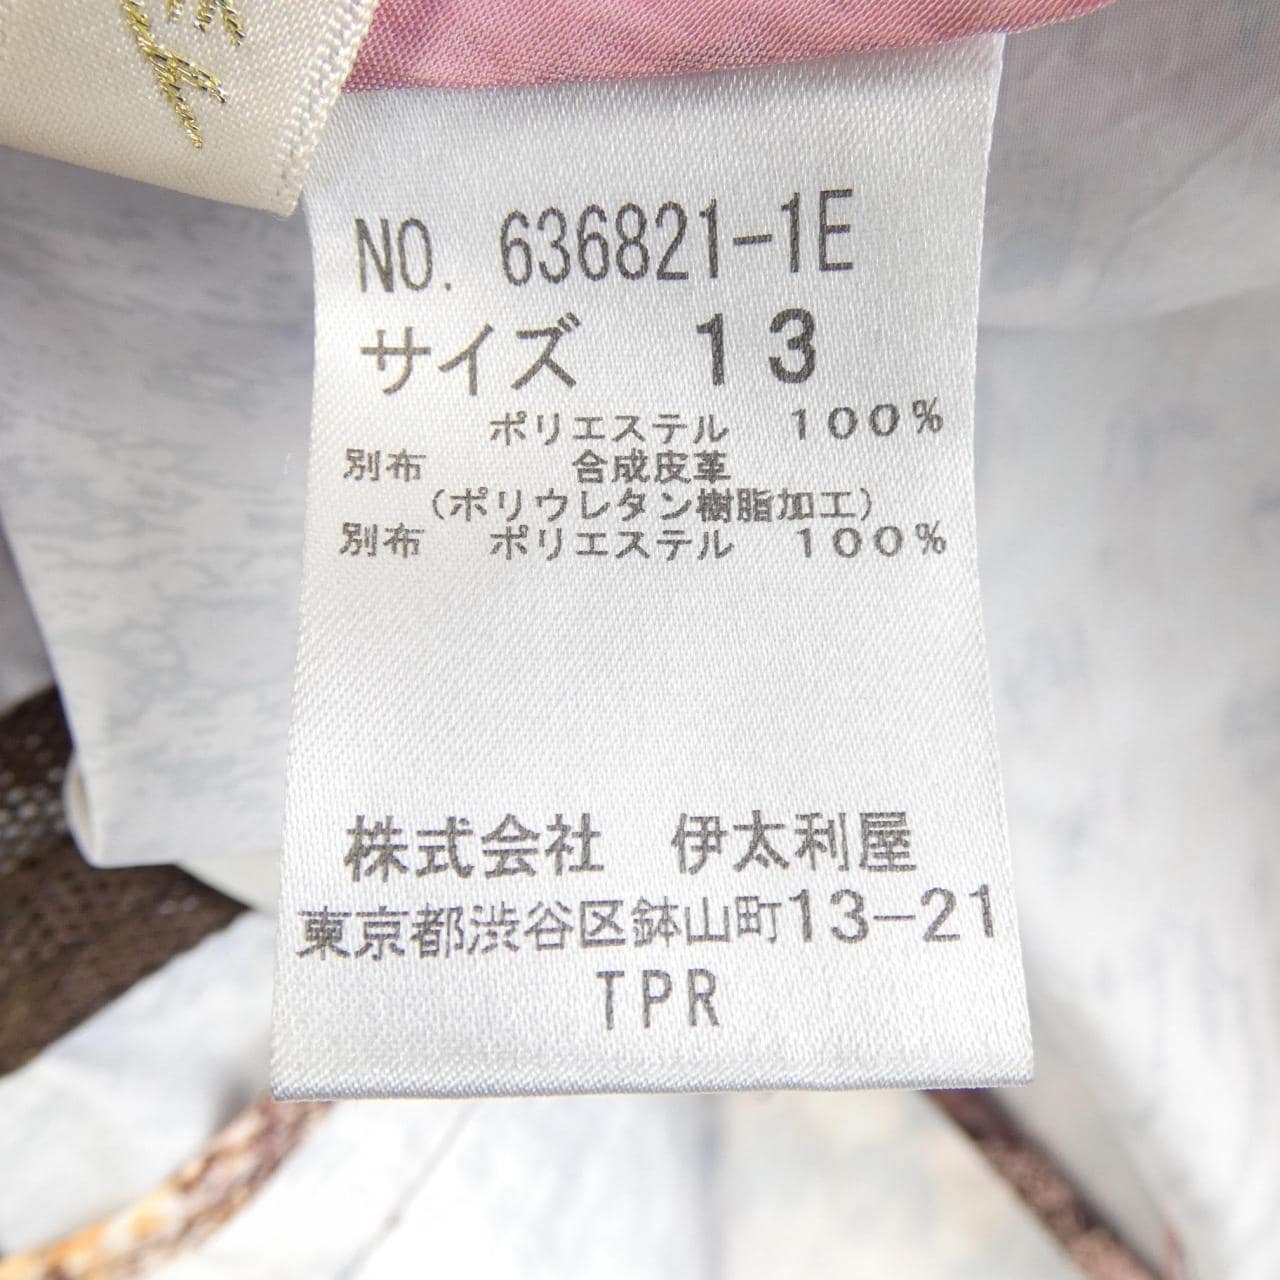 NO. 636821-1E
サイズ 13
ポリエステル 100%
別布 合成皮革
(ポリウレタン樹脂加工)
別布 ポリエステル 100%
株式会社 伊太利屋
東京都渋谷区鉢山町13-21
TPR